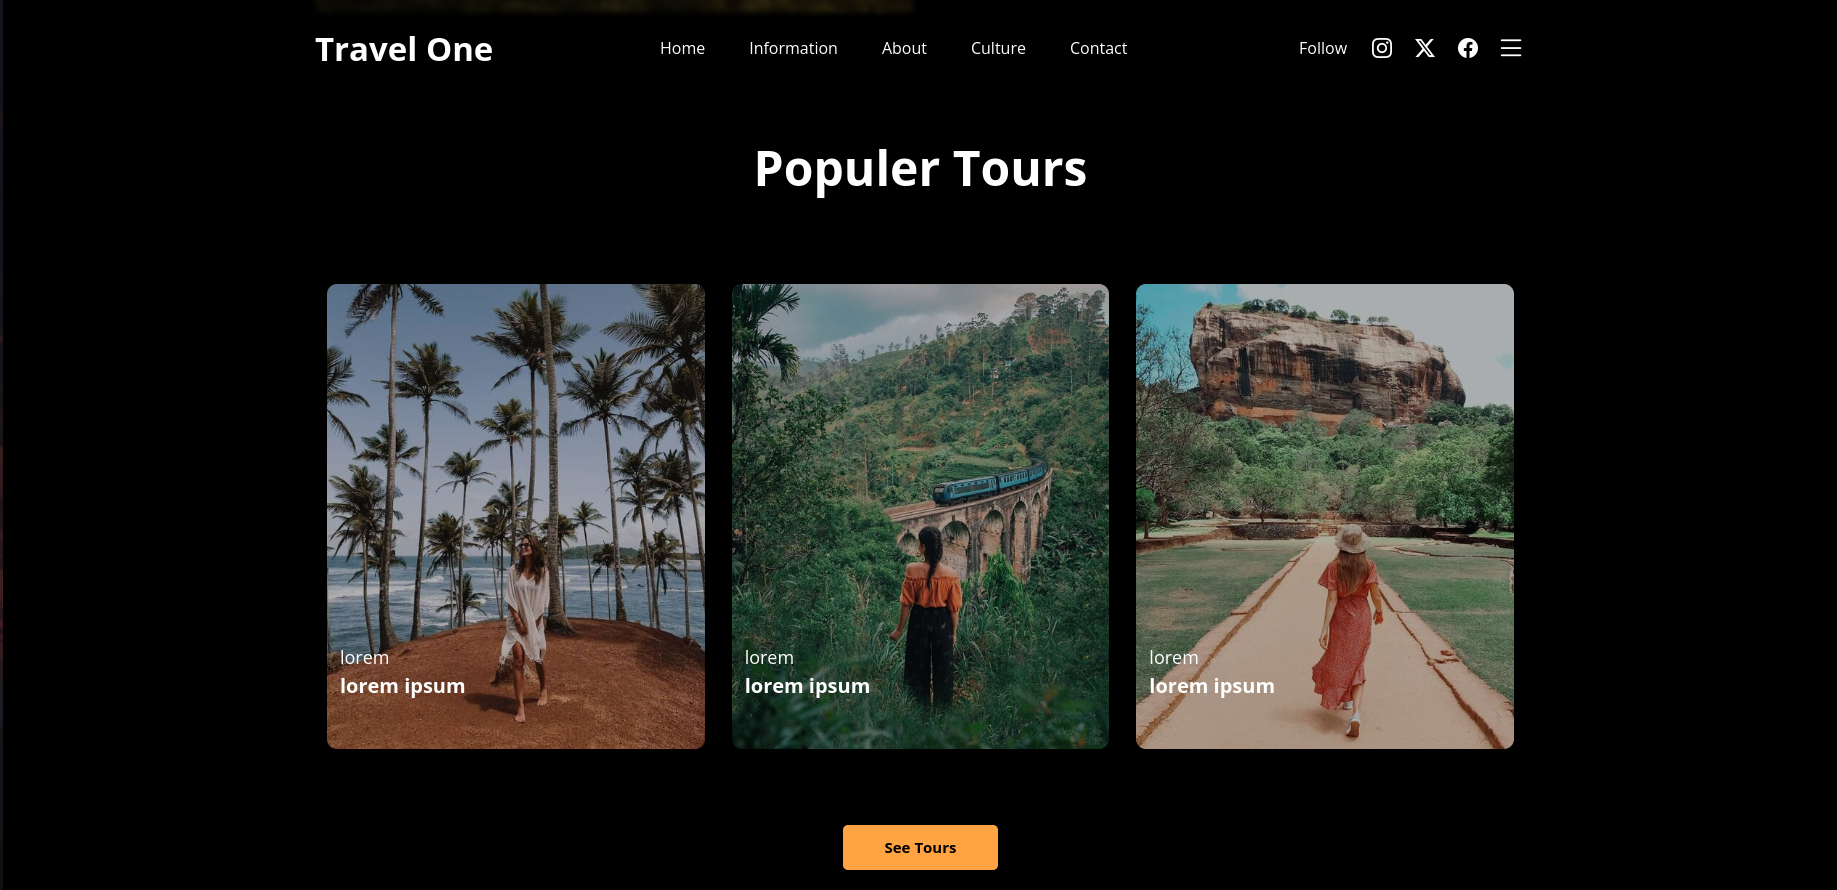 Travel One
Home Information About Culture Contact
Follow
Populer Tours
lorem
lorem ipsum
lorem
lorem ipsum
lorem
lorem ipsum
See Tours